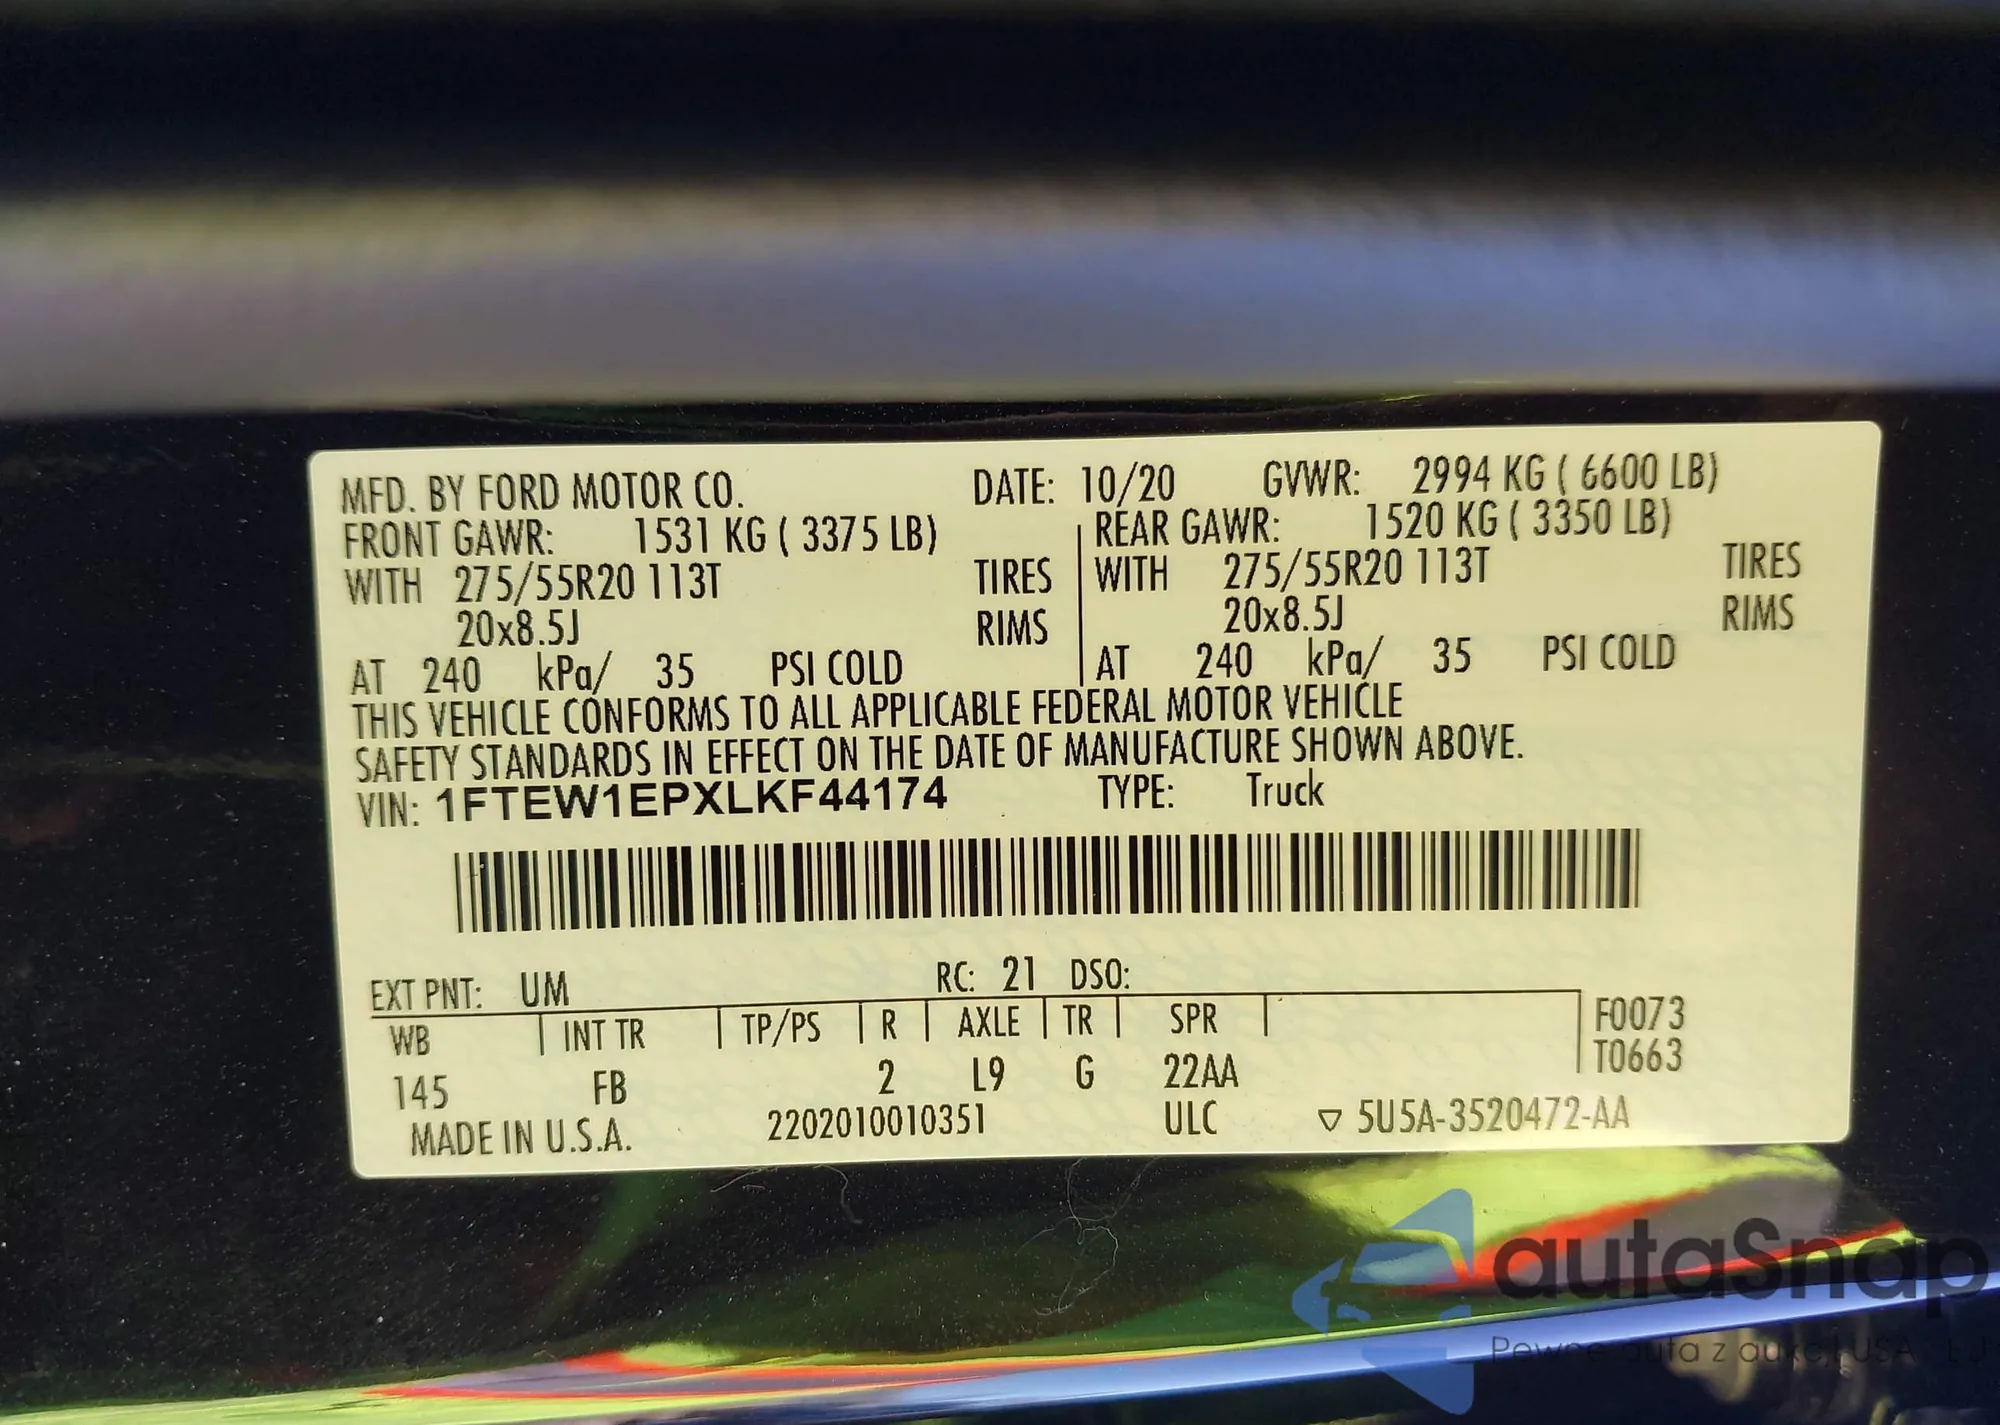 MFD. BY FORD MOTOR CO. DATE: 10/20 GVWR: 2994 KG ( 6600 LB)
FRONT GAWR: 1531 KG ( 3375 LB) REAR GAWR: 1520 KG ( 3350 LB)
WITH 275/55R20 113T TIRES WITH 275/55R20 113T TIRES
20x8.5J RIMS 20x8.5J RIMS
AT 240 kPa/ 35 PSI COLD AT 240 kPa/ 35 PSI COLD
THIS VEHICLE CONFORMS TO ALL APPLICABLE FEDERAL MOTOR VEHICLE
SAFETY STANDARDS IN EFFECT ON THE DATE OF MANUFACTURE SHOWN ABOVE.
VIN: 1FTEW1EPXLKF44174 TYPE: Truck
EXT PNT: UM RC: 21 DSO:
WB INT TR TP/PS R AXLE TR SPR F0073
T0663
145 FB 2 L9 G 22AA
MADE IN U.S.A. 2202010010351 ULC ▽ 5U5A-3520472-AA
autaSnap
Pewne auta z aukcji USA